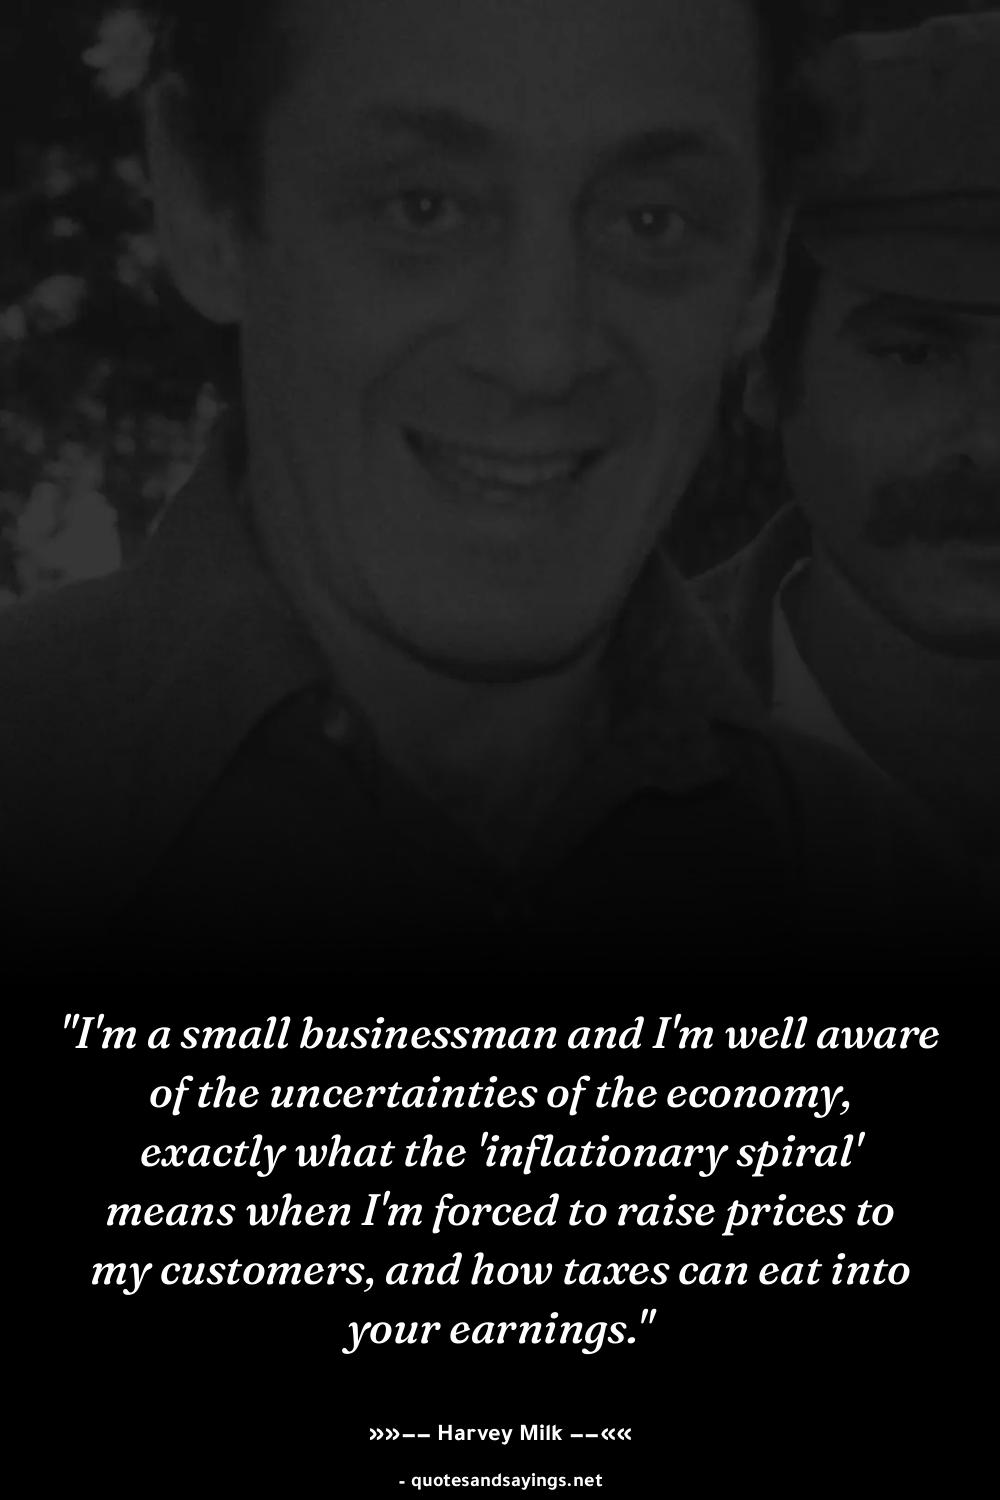 "I'm a small businessman and I'm well aware
of the uncertainties of the economy,
exactly what the 'inflationary spiral'
means when I'm forced to raise prices to
my customers, and how taxes can eat into
your earnings."
»»–– Harvey Milk ––««
- quotesandsayings.net